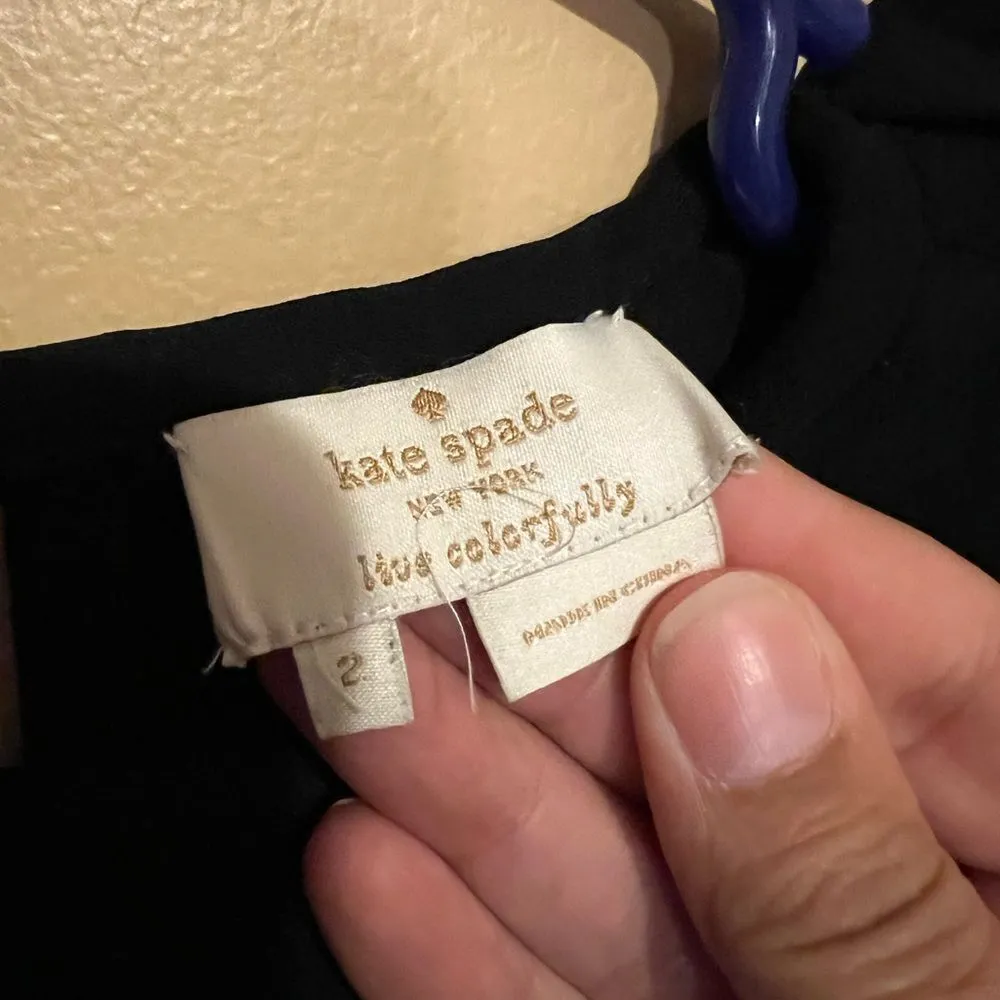 kate spade
NEW YORK
live colorfully
MADE IN CHINA
2